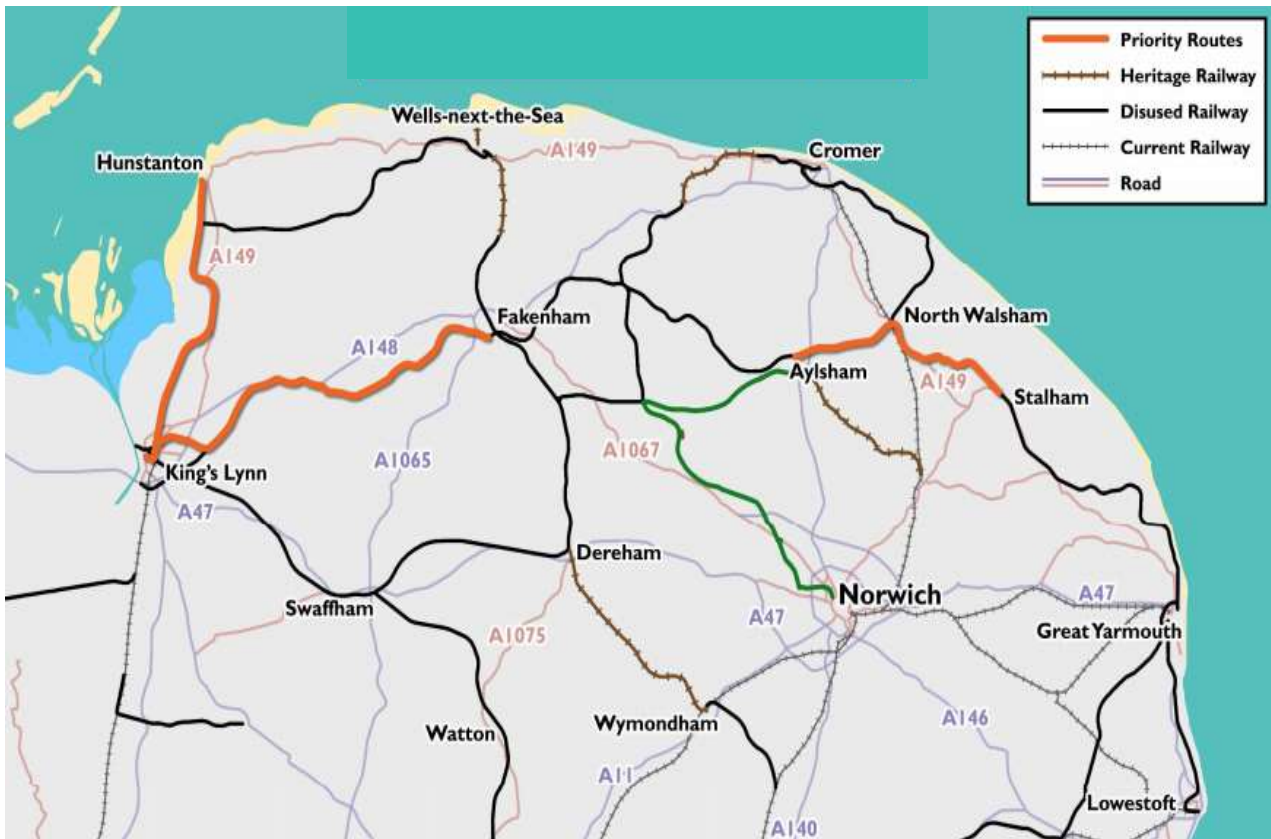 Priority Routes
Heritage Railway
Disused Railway
Current Railway
Road
Wells-next-the-Sea
Hunstanton
A149
Cromer
A149
Fakenham
North Walsham
A148
Aylsham
A149
Stalham
King's Lynn
A1065
A1067
A47
Dereham
Swaffham
Norwich
A47
A47
Great Yarmouth
A1075
Watton
Wymondham
A146
A11
Lowestoft
A140